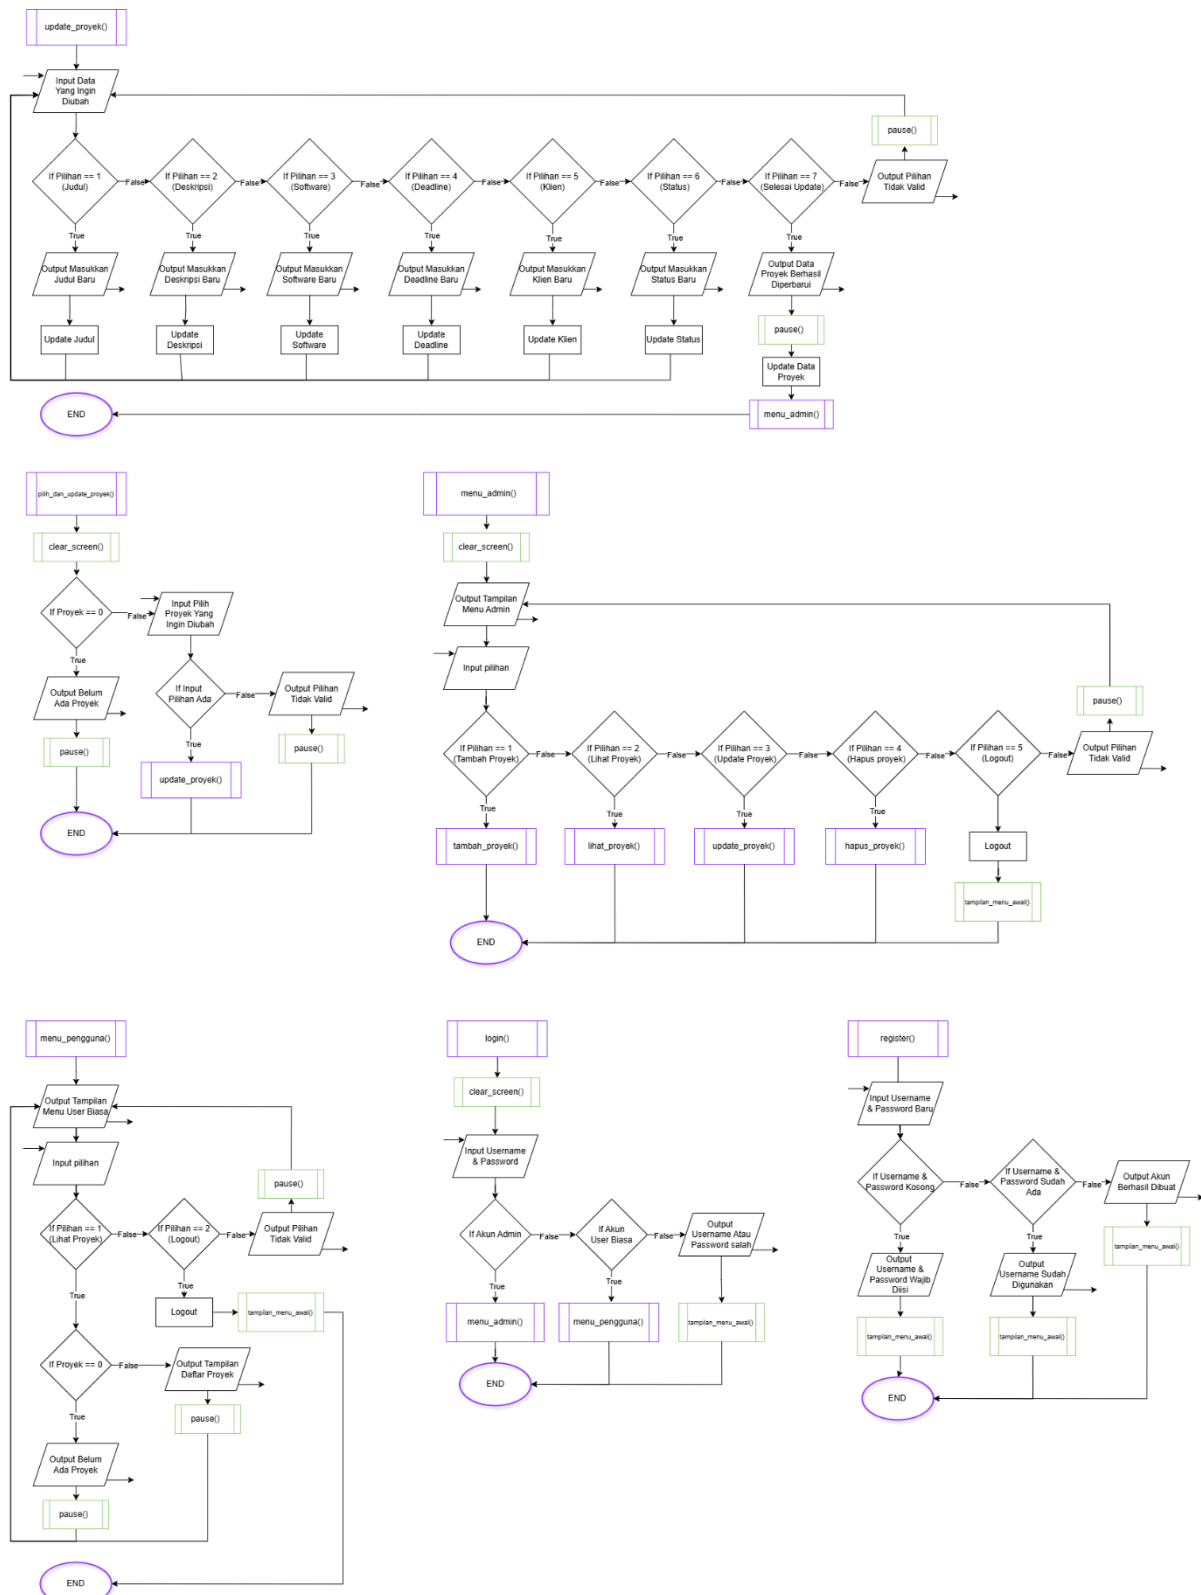 update_proyek()
Input Data
Yang Ingin
Diubah
If Pilihan == 1
(Judul)
False
If Pilihan == 2
(Deskripsi)
False
If Pilihan == 3
(Software)
False
If Pilihan == 4
(Deadline)
False
If Pilihan == 5
(Klien)
False
If Pilihan == 6
(Status)
False
If Pilihan == 7
(Selesai Update)
False
Output Pilihan
Tidak Valid
pause()
True
True
True
True
True
True
True
Output Masukkan
Judul Baru
Output Masukkan
Deskripsi Baru
Output Masukkan
Software Baru
Output Masukkan
Deadline Baru
Output Masukkan
Klien Baru
Output Masukkan
Status Baru
Output Data
Proyek Berhasil
Diperbarui
Update Judul
Update
Deskripsi
Update
Software
Update
Deadline
Update Klien
Update Status
pause()
Update Data
Proyek
menu_admin()
END
pilih_dan_update_proyek()
clear_screen()
If Proyek == 0
False
Input Pilih
Proyek Yang
Ingin Diubah
True
Output Belum
Ada Proyek
pause()
If Input
Pilihan Ada
False
Output Pilihan
Tidak Valid
pause()
True
update_proyek()
END
menu_admin()
clear_screen()
Output Tampilan
Menu Admin
Input pilihan
If Pilihan == 1
(Tambah Proyek)
False
If Pilihan == 2
(Lihat Proyek)
False
If Pilihan == 3
(Update Proyek)
False
If Pilihan == 4
(Hapus proyek)
False
If Pilihan == 5
(Logout)
False
Output Pilihan
Tidak Valid
pause()
True
True
True
True
tambah_proyek()
lihat_proyek()
update_proyek()
hapus_proyek()
Logout
tampilan_menu_awal()
END
menu_pengguna()
Output Tampilan
Menu User Biasa
Input pilihan
If Pilihan == 1
(Lihat Proyek)
False
If Pilihan == 2
(Logout)
False
Output Pilihan
Tidak Valid
pause()
True
True
Logout
tampilan_menu_awal()
If Proyek == 0
False
Output Tampilan
Daftar Proyek
pause()
True
Output Belum
Ada Proyek
pause()
END
login()
clear_screen()
Input Username
& Password
If Akun Admin
False
If Akun
User Biasa
False
Output
Username Atau
Password salah
True
True
menu_admin()
menu_pengguna()
tampilan_menu_awal()
END
register()
Input Username
& Password Baru
If Username &
Password Kosong
False
If Username &
Password Sudah
Ada
False
Output Akun
Berhasil Dibuat
tampilan_menu_awal()
True
True
Output
Username &
Password Wajib
Diisi
Output
Username Sudah
Digunakan
tampilan_menu_awal()
tampilan_menu_awal()
END